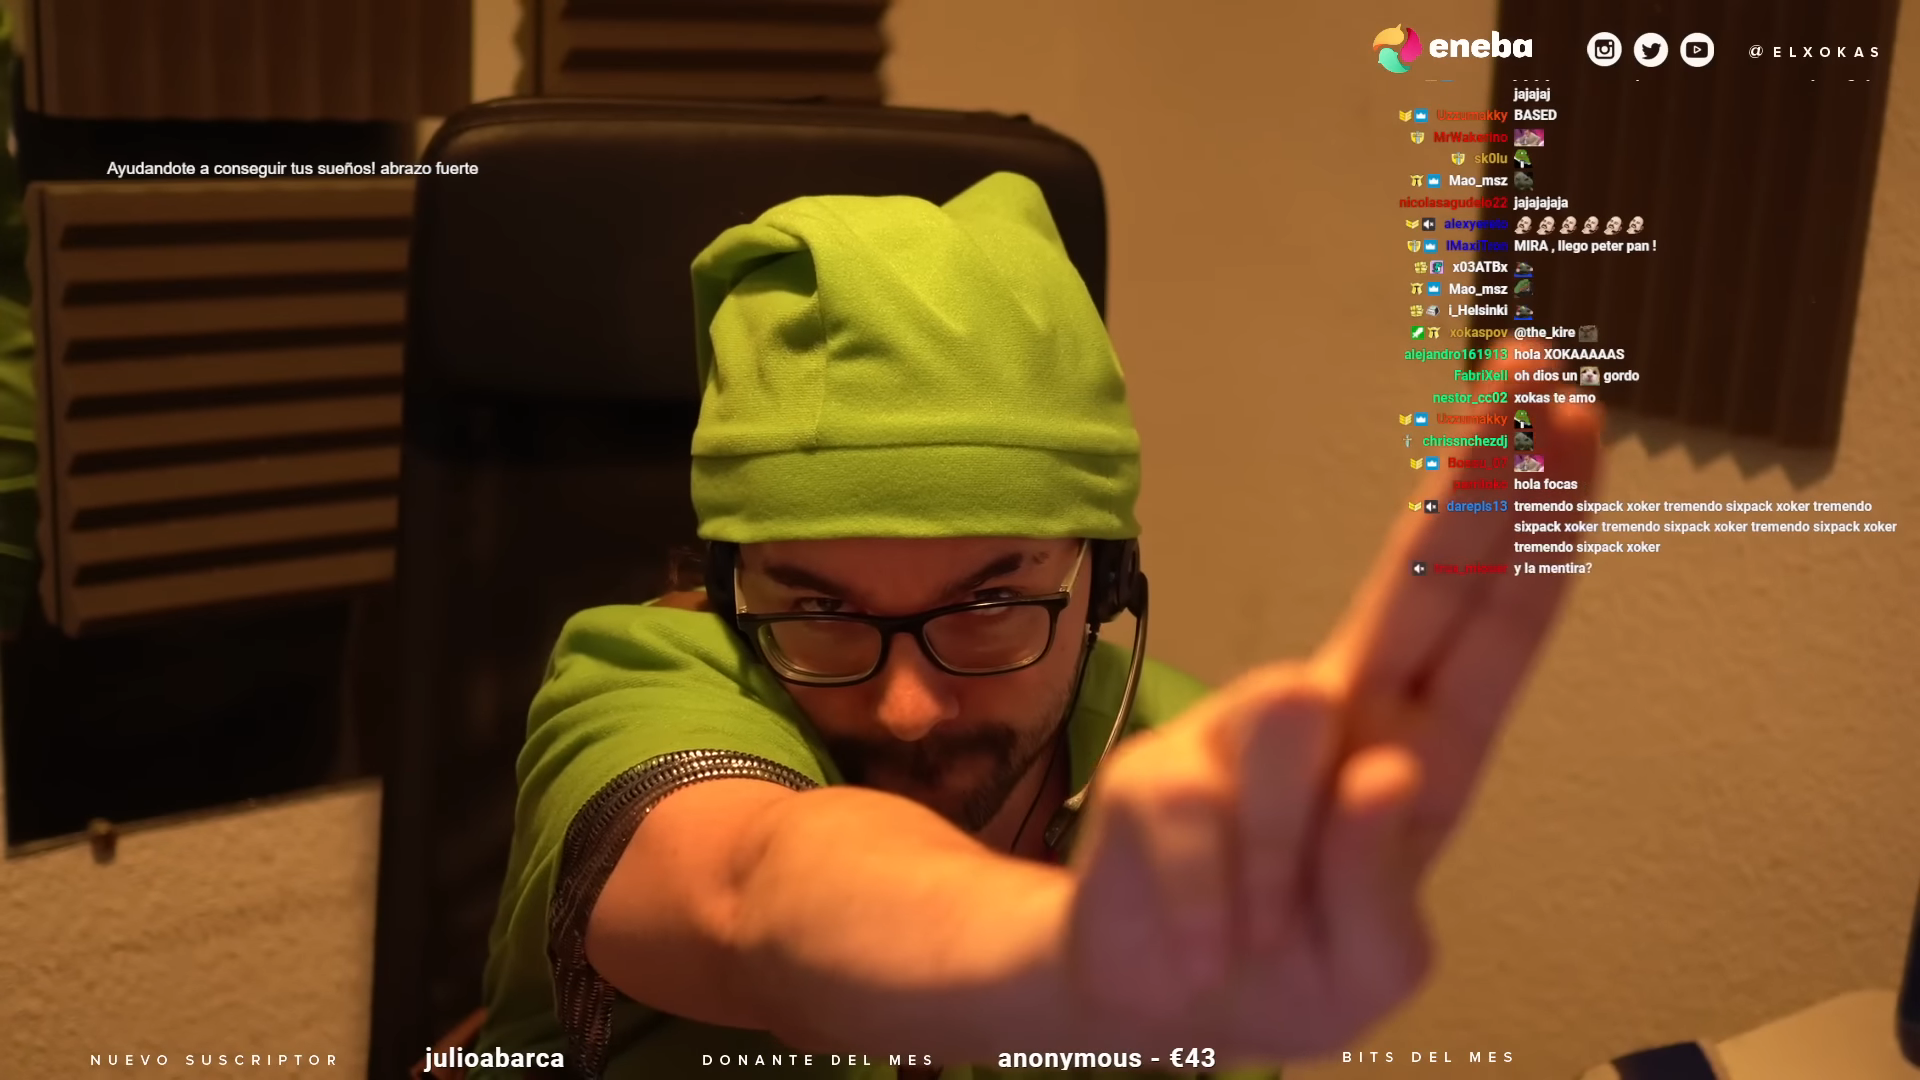 eneba
@ELXOKAS
jajajaj
BASED
MrWakerino
sk0lu
Mao_msz
nicolasagudelo22 jajajajaja
MIRA , llego peter pan !
x03ATBx
Mao_msz
i_Helsinki
xokaspov @the_kire
alejandro161913 hola XOKAAAAAS
FabriXell oh dios un gordo
nestor_cc02 xokas te amo
chrissnchezdj
hola focas
darepls13 tremendo sixpack xoker tremendo sixpack xoker tremendo
sixpack xoker tremendo sixpack xoker tremendo sixpack xoker
tremendo sixpack xoker
y la mentira?
Ayudandote a conseguir tus sueños! abrazo fuerte
NUEVO SUSCRIPTOR julioabarca DONANTE DEL MES anonymous - €43 BITS DEL MES